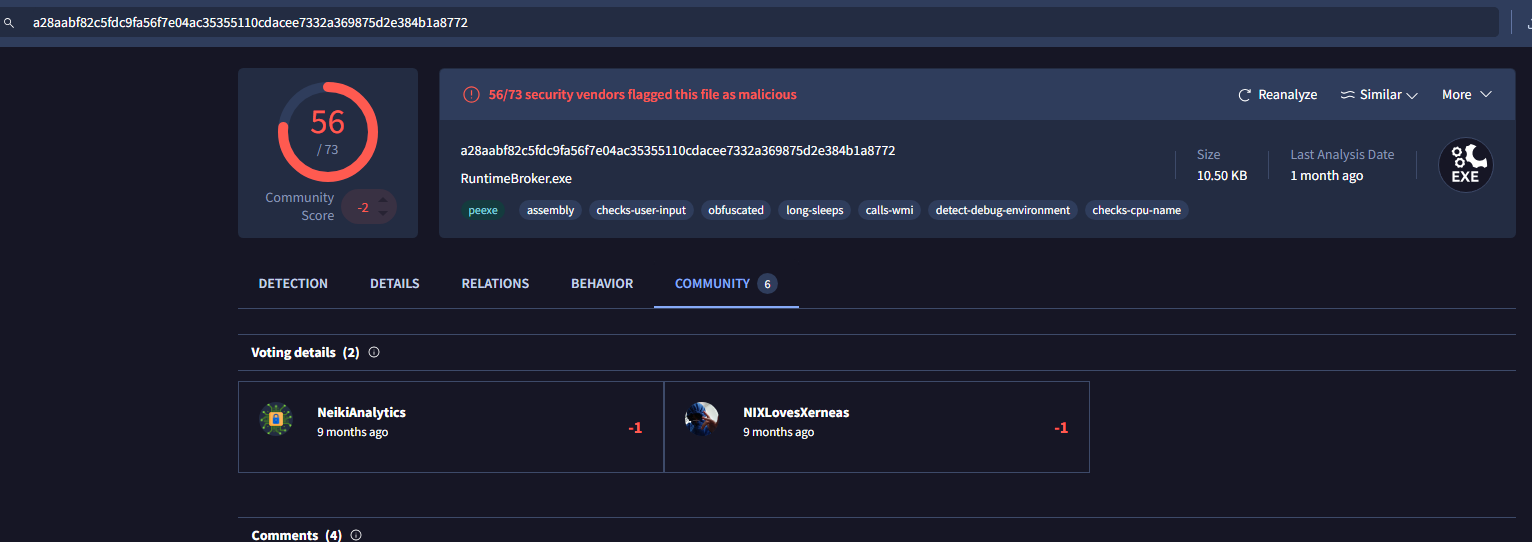 a28aabf82c5fdc9fa56f7e04ac35355110cdacee7332a369875d2e384b1a8772
56
/ 73
Community
Score
-2
56/73 security vendors flagged this file as malicious
Reanalyze
Similar
More
a28aabf82c5fdc9fa56f7e04ac35355110cdacee7332a369875d2e384b1a8772
RuntimeBroker.exe
Size
10.50 KB
Last Analysis Date
1 month ago
EXE
peexe assembly checks-user-input obfuscated long-sleeps calls-wmi detect-debug-environment checks-cpu-name
DETECTION DETAILS RELATIONS BEHAVIOR COMMUNITY 6
Voting details (2)
NeikiAnalytics
9 months ago
-1
NIXLovesXerneas
9 months ago
-1
Comments (4)